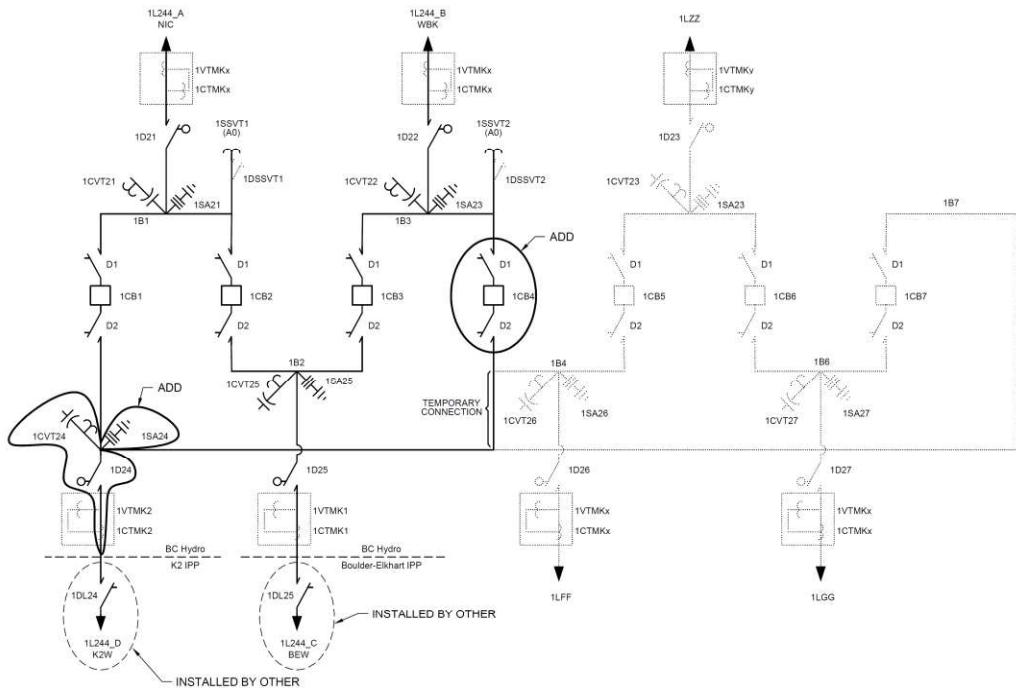 1L244_A
NIC
1L244_B
WBK
1LZZ
1VTMKx
1CTMKx
1VTMKx
1CTMKx
1VTMKy
1CTMKy
1D21
1SSVT1
(A0)
1D22
1SSVT2
(A0)
1D23
1CVT21
1DSSVT1
1CVT22
1DSSVT2
1CVT23
1SA21
1SA23
1SA23
1B7
1B1
1B3
ADD
D1
D1
D1
D1
D1
D1
D1
1CB1
1CB2
1CB3
1CB4
1CB5
1CB6
1CB7
D2
D2
D2
D2
D2
D2
D2
1B2
1B4
1B6
1CVT25
1SA25
ADD
TEMPORARY
CONNECTION
1CVT26
1SA26
1CVT27
1SA27
1CVT24
1SA24
1D24
1D25
1D26
1D27
1VTMK2
1CTMK2
1VTMK1
1CTMK1
1VTMKx
1CTMKx
1VTMKx
1CTMKx
BC Hydro
K2 IPP
BC Hydro
Boulder-Elkhart IPP
1DL24
1DL25
1LFF
1LGG
INSTALLED BY OTHER
1L244_D
K2W
1L244_C
BEW
INSTALLED BY OTHER